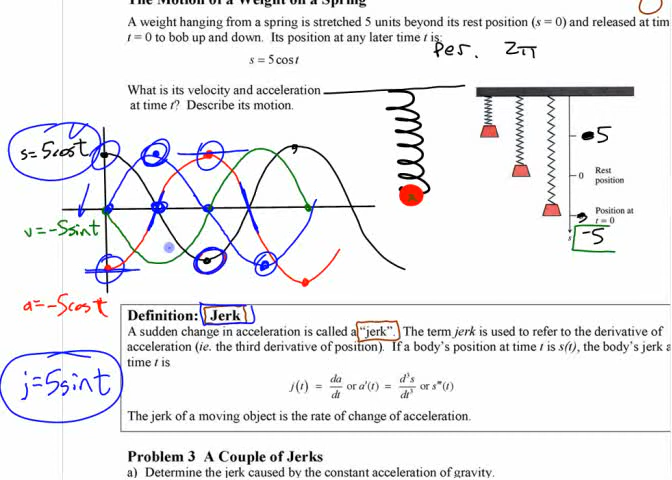 The Motion of a Weight on a Spring
A weight hanging from a spring is stretched 5 units beyond its rest position (s = 0) and released at tim
t = 0 to bob up and down. Its position at any later time t is:
Per. 2π
s = 5 cos t
What is its velocity and acceleration
at time t? Describe its motion.
s=5cost
5
0 Rest
position
Position at
t = 0
s
-5
v=-5sint
a=-5cost
Definition: Jerk
A sudden change in acceleration is called a "jerk". The term jerk is used to refer to the derivative of
acceleration (ie. the third derivative of position). If a body's position at time t is s(t), the body's jerk a
time t is
j=5sint
j(t) = da/dt or a'(t) = d³s/dt³ or s'''(t)
The jerk of a moving object is the rate of change of acceleration.
Problem 3 A Couple of Jerks
a) Determine the jerk caused by the constant acceleration of gravity.